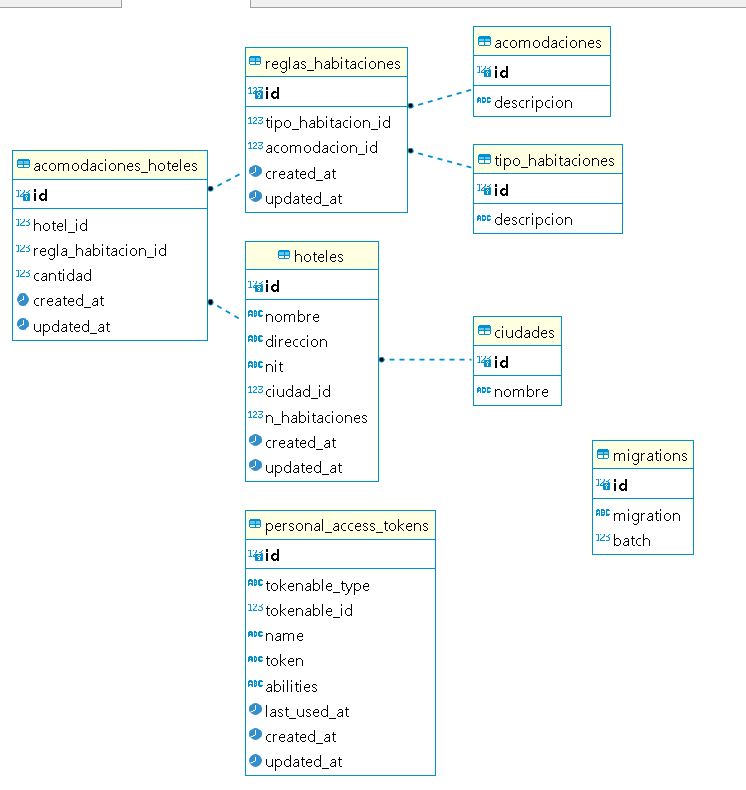 acomodaciones
id
descripcion
reglas_habitaciones
id
tipo_habitacion_id
acomodacion_id
created_at
updated_at
tipo_habitaciones
id
descripcion
acomodaciones_hoteles
id
hotel_id
regla_habitacion_id
cantidad
created_at
updated_at
hoteles
id
nombre
direccion
nit
ciudad_id
n_habitaciones
created_at
updated_at
ciudades
id
nombre
migrations
id
migration
batch
personal_access_tokens
id
tokenable_type
tokenable_id
name
token
abilities
last_used_at
created_at
updated_at